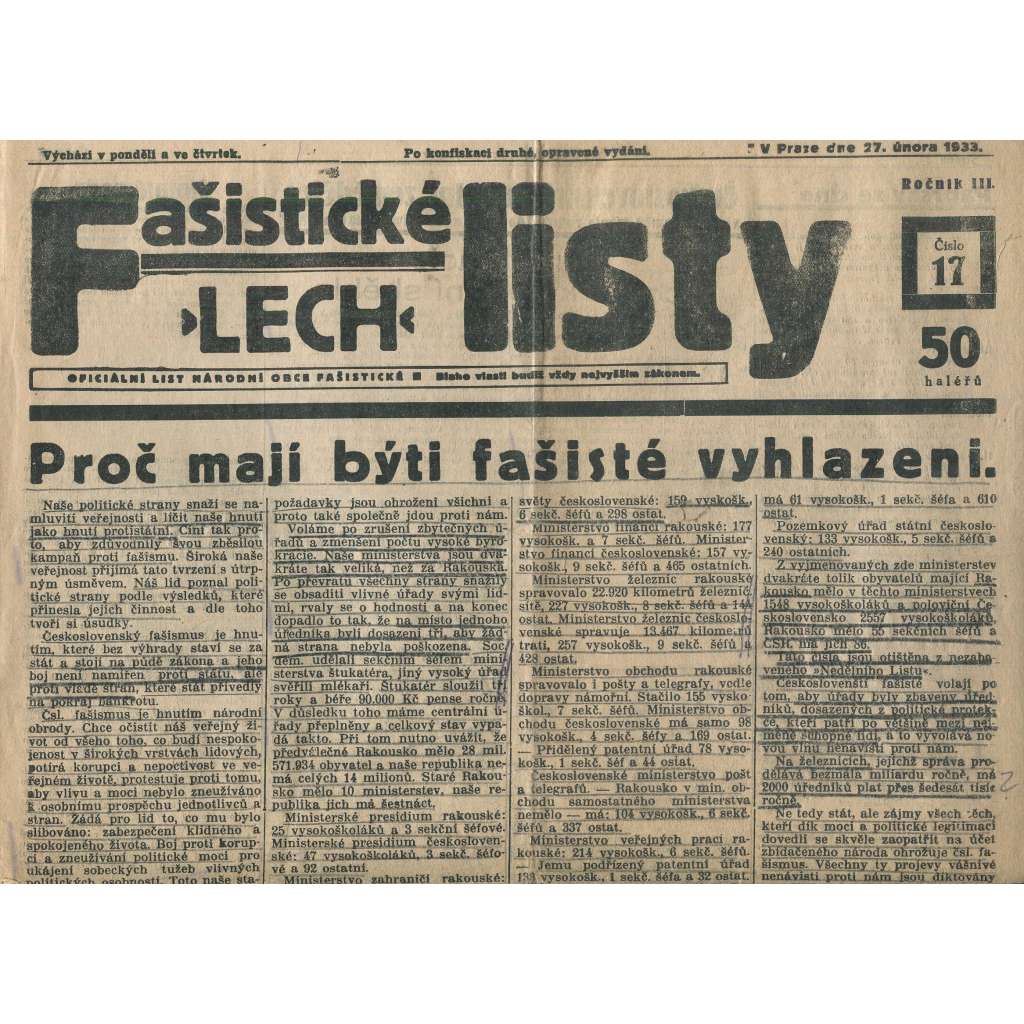 Vychází v pondělí a ve čtvrtek.
Po konfiskaci druhé, opravené vydání.
V Praze dne 27. února 1933.
Fašistické listy
›LECH‹
Ročník III.
Číslo
17
50
haléřů
OFICIÁLNÍ LIST NÁRODNÍ OBCE FAŠISTICKÉ Blaho vlasti budiž vždy nejvyšším zákonem.
Proč mají býti fašisté vyhlazeni.
Naše politické strany snaží se na-
mluviti veřejnosti a líčit naše hnutí
jako hnutí protistátní. Činí tak pro-
to, aby zdůvodnily svou zběsilou
kampaň proti fašismu. Široká naše
veřejnost přijímá tato tvrzení s útrp-
ným úsměvem. Náš lid poznal poli-
tické strany podle výsledků, které
přinesla jejich činnost a dle toho
tvoří si úsudky.
Československý fašismus je hnu-
tím, které bez výhrady staví se za
stát a stojí na půdě zákona a jeho
boj není namířen proti státu, ale
proti vládě stran, které stát přivedly
na pokraj bankrotu.
Čsl. fašismus je hnutím národní
obrody. Chce očistit náš veřejný ži-
vot od všeho toho, co budí nespoko-
jenost v širokých vrstvách lidových,
potírá korupci a nepoctivost ve ve-
řejném životě, protestuje proti tomu,
aby vlivu a moci nebylo zneužíváno
k osobnímu prospěchu jednotlivců a
stran. Žádá pro lid to, co mu bylo
slibováno: zabezpečení klidného a
spokojeného života. Boj proti korup-
ci a zneužívání politické moci pro
ukájení sobeckých tužeb vlivných
politických osobností. Toto naše sta-
požadavky jsou ohroženi všichni a
proto také společně jdou proti nám.
Voláme po zrušení zbytečných ú-
řadů a zmenšení počtu vysoké byro-
kracie. Naše ministerstva jsou dva-
kráte tak veliká, než za Rakouska.
Po převratu všechny strany snažily
se obsaditi vlivné úřady svými lid-
mi, rvaly se o hodnosti a na konec
dopadlo to tak, že na místo jednoho
úředníka byli dosazeni tři, aby žád-
ná strana nebyla poškozena. Soc.
dem. udělali sekčním šéfem mini-
sterstva štukatéra, jiný vysoký úřad
svěřili mlékaři. Štukatér sloužil tři
roky a béře 90.000 Kč pense ročně.
V důsledku toho máme centrální ú-
řady přeplněny a celkový stav vypa-
dá takto. Při tom nutno uvážit, že
předválečné Rakousko mělo 28 mil.
571.934 obyvatel a naše republika ne-
má celých 14 milionů. Staré Rakou-
sko mělo 10 ministerstev, naše re-
publika jich má šestnáct.
Ministerské presidium rakouské:
25 vysokoškoláků a 3 sekční šéfové.
Ministerské presidium českosloven-
ské: 47 vysokoškoláků, 3 sekč. šéfo-
vé a 92 ostatní.
Ministerstvo zahraničí rakouské:
světy československé: 159 vyskošk.,
6 sekč. šéfů a 298 ostat.
Ministerstvo financí rakouské: 177
vysokošk. a 7 sekč. šéfů. Minister-
stvo financí československé: 157 vy-
sokošk., 9 sekč. šéfů a 465 ostatních.
Ministerstvo železnic rakouské
spravovalo 22.920 kilometrů železnič.
sítě, 227 vysokošk., 8 sekč. šéfů a 144
ostat. Ministerstvo železnic českoslo-
venské spravuje 13.467 kilometrů
trati, 257 vysokošk., 9 sekč. šéfů a
428 ostat.
Ministerstvo obchodu rakouské
spravovalo i pošty a telegrafy, vedle
dopravy námořní. Stačilo 155 vyso-
škol., 7 sekč. šéfů. Ministerstvo ob-
chodu československé má samo 98
vysokošk., 4 sekč. šéfy a 169 ostat.
— Přidělený patentní úřad 78 vyso-
košk., 1 sekč. šéf a 44 ostat.
Československé ministerstvo pošt
a telegrafů. — Rakousko v min. ob-
chodu samostatného ministerstva
nemělo — má: 104 vysokošk., 6 sekč.
šéfů a 337 ostat.
Ministerstvo veřejných prací ra-
kouské: 214 vysokošk., 6 sekč. šéfů.
— Jemu podřízený patentní úřad
133 vysokošk., 1 sekč. šéfa a 32 ostat.
má 61 vysokošk., 1 sekč. šéfa a 610
ostat.
Pozemkový úřad státní českoslo-
venský: 133 vysokošk., 5 sekč. šéfů a
240 ostatních.
Z vyjmenovaných zde ministerstev
dvakráte tolik obyvatelů mající Ra-
kousko mělo v těchto ministerstvech
1548 vysokoškoláků a poloviční Če-
skoslovensko 2557 vysokoškoláků.
Rakousko mělo 55 sekčních šéfů a
ČSR. má jich 86.
Tato čísla jsou otištěna z nezaba-
veného »Nedělního Listu«.
Českoslovenští fašisté volají po
tom, aby úřady byly zbaveny úřed-
níků, dosazených z politické protek-
ce, kteří patří po většině mezi nej-
méně schopné lidi, a to vyvolává no-
vou vlnu nenávisti proti nám.
Na železnicích, jejichž správa pro-
dělává bezmála miliardu ročně, má
2000 úředníků plat přes šedesát tisíc
ročně.
Ne tedy stát, ale zájmy všech těch,
kteří dík moci a politické legitimaci
dovedli se skvěle zaopatřit na účet
zbídačeného národa ohrožuje čsl. fa-
šismus. Všechny ty projevy vášnivé
nenávisti proti nám jsou diktovány